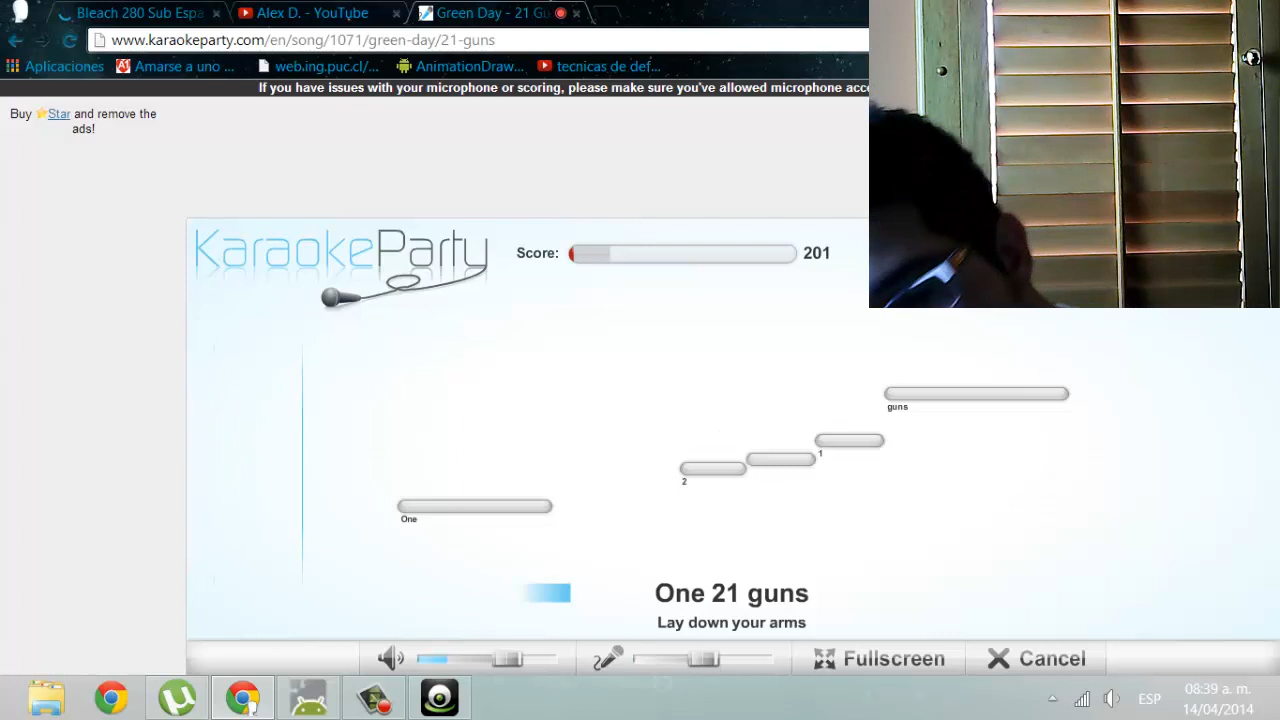 Bleach 280 Sub Espa
Alex D. - YouTube
Green Day - 21 Gu
www.karaokeparty.com/en/song/1071/green-day/21-guns
Aplicaciones
Amarse a uno ...
web.ing.puc.cl/...
AnimationDraw...
tecnicas de def...
If you have issues with your microphone or scoring, please make sure you've allowed microphone acce
Buy Star and remove the
ads!
KaraokeParty
Score: 201
guns
1
2
One
One 21 guns
Lay down your arms
Fullscreen
Cancel
ESP
08:39 a. m.
14/04/2014